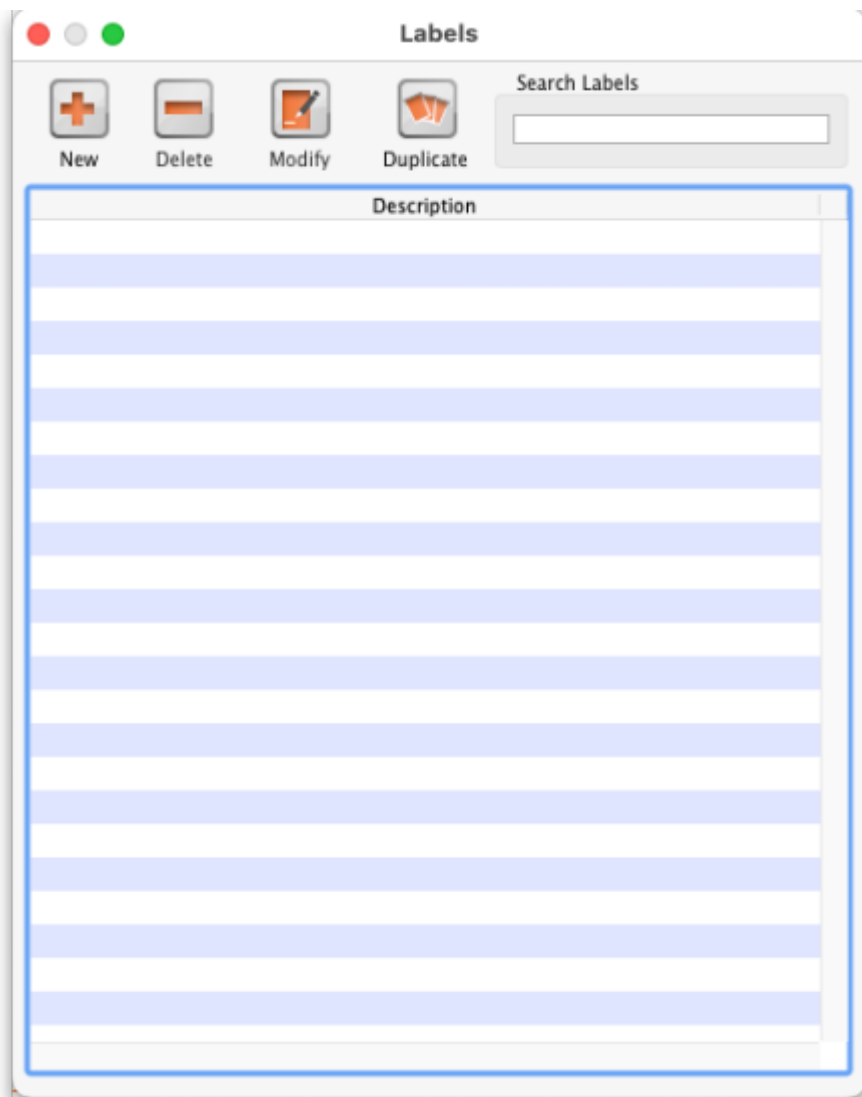 Labels
Search Labels
New
Delete
Modify
Duplicate
Description